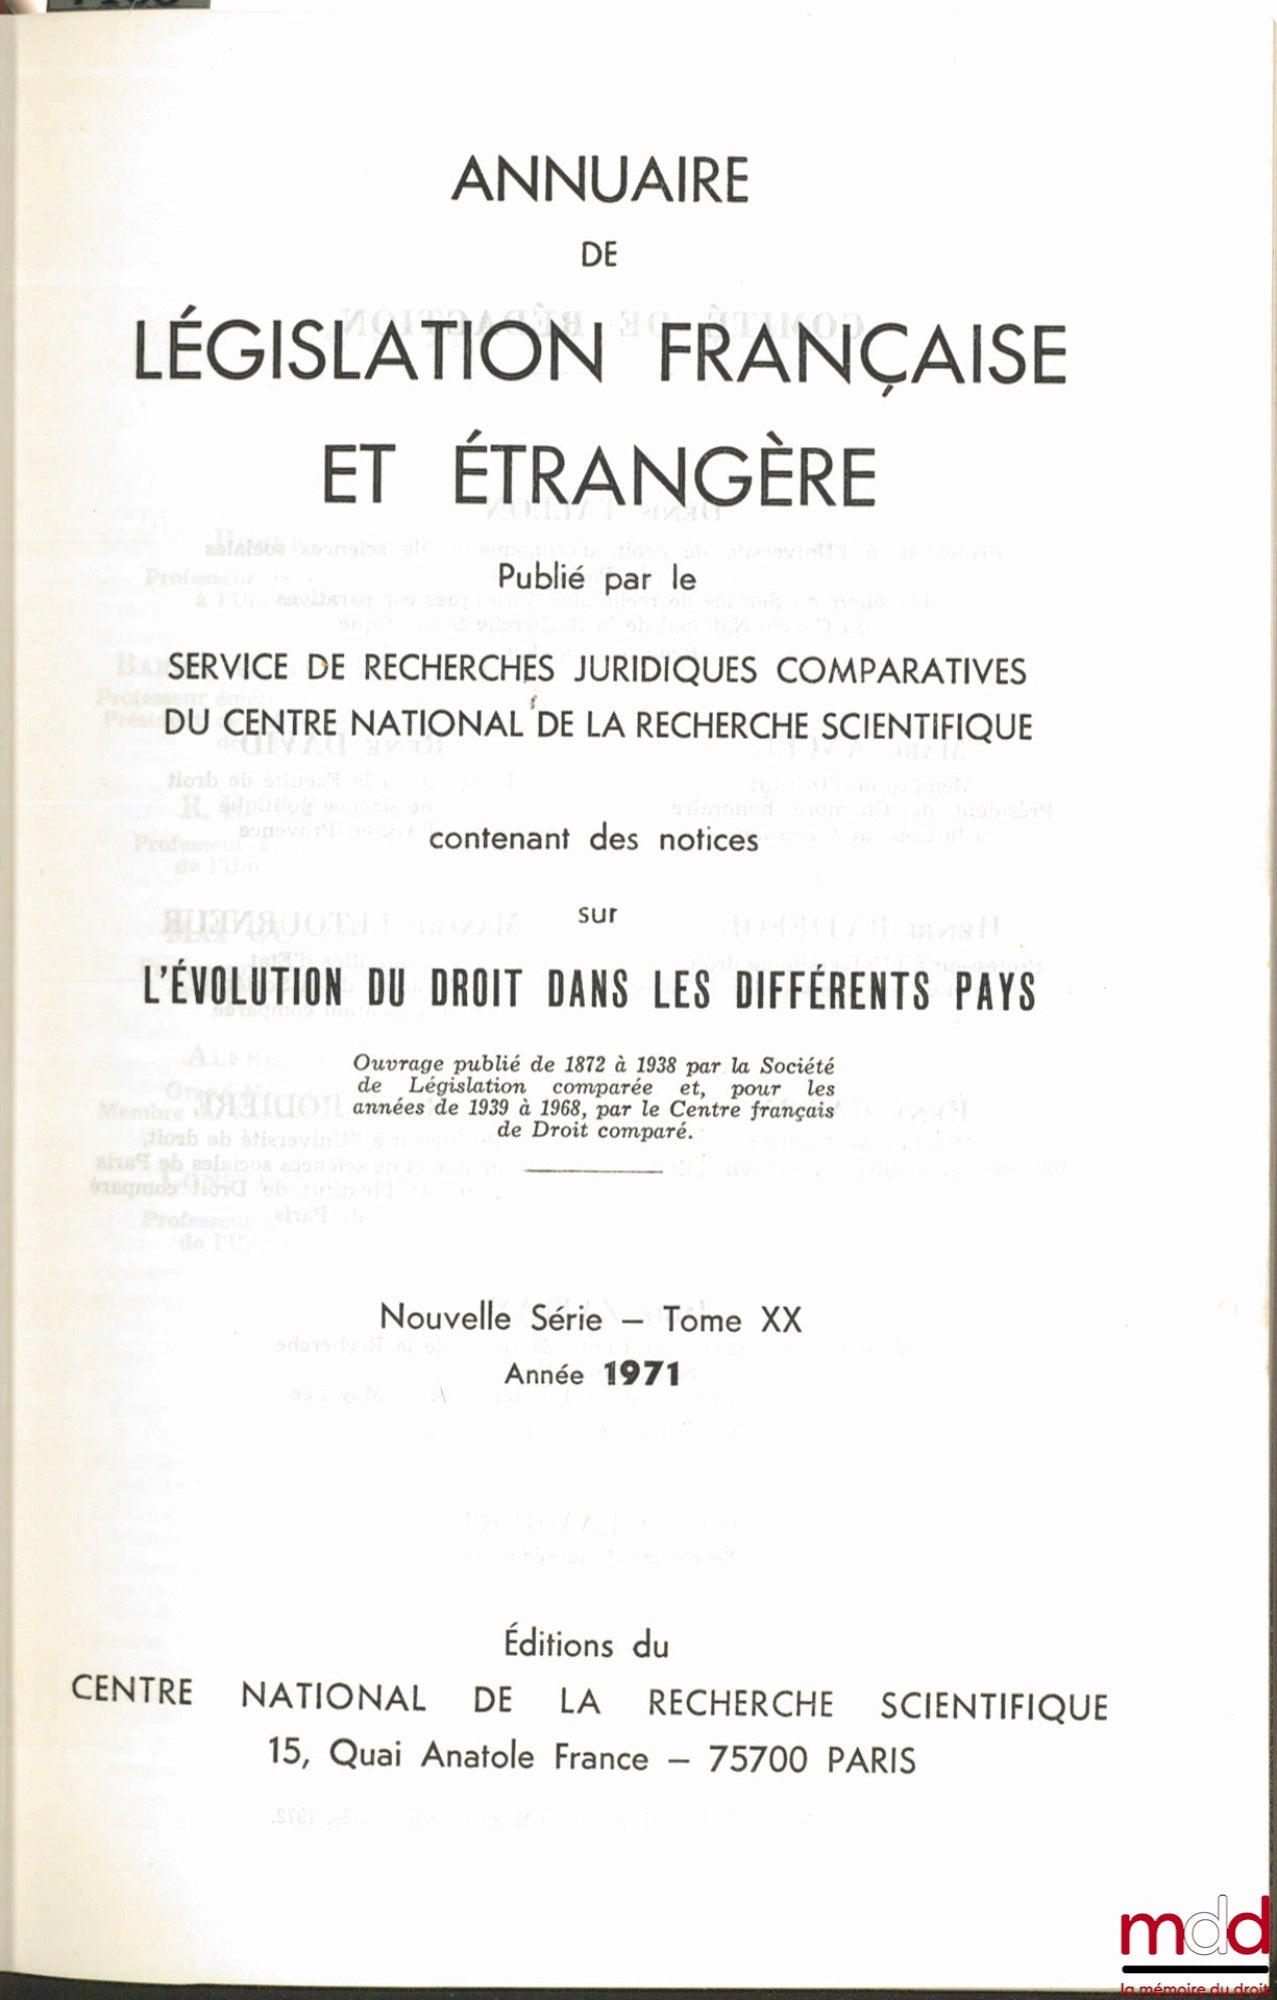 ANNUAIRE
DE
LÉGISLATION FRANÇAISE
ET ÉTRANGÈRE
Publié par le
SERVICE DE RECHERCHES JURIDIQUES COMPARATIVES
DU CENTRE NATIONAL DE LA RECHERCHE SCIENTIFIQUE
contenant des notices
sur
L'ÉVOLUTION DU DROIT DANS LES DIFFÉRENTS PAYS
Ouvrage publié de 1872 à 1938 par la Société
de Législation comparée et, pour les
années de 1939 à 1968, par le Centre français
de Droit comparé.
Nouvelle Série – Tome XX
Année 1971
Éditions du
CENTRE NATIONAL DE LA RECHERCHE SCIENTIFIQUE
15, Quai Anatole France – 75700 PARIS
mdd
la mémoire du droit